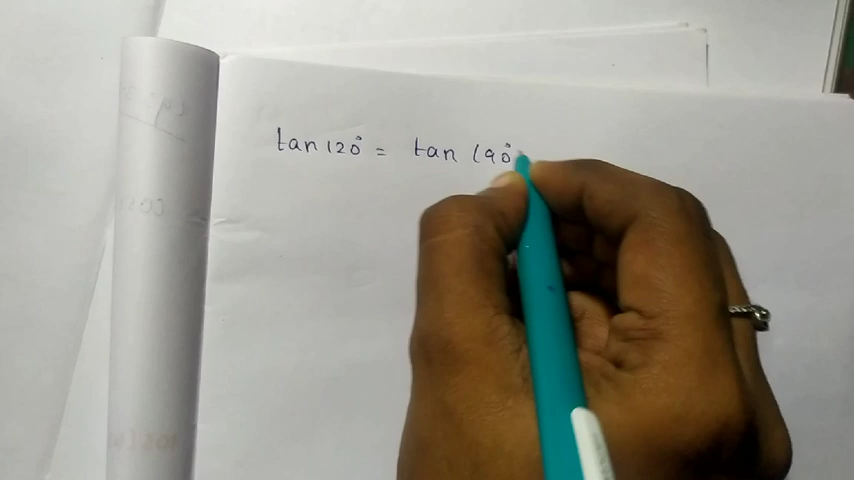 tan 120° = tan (90°